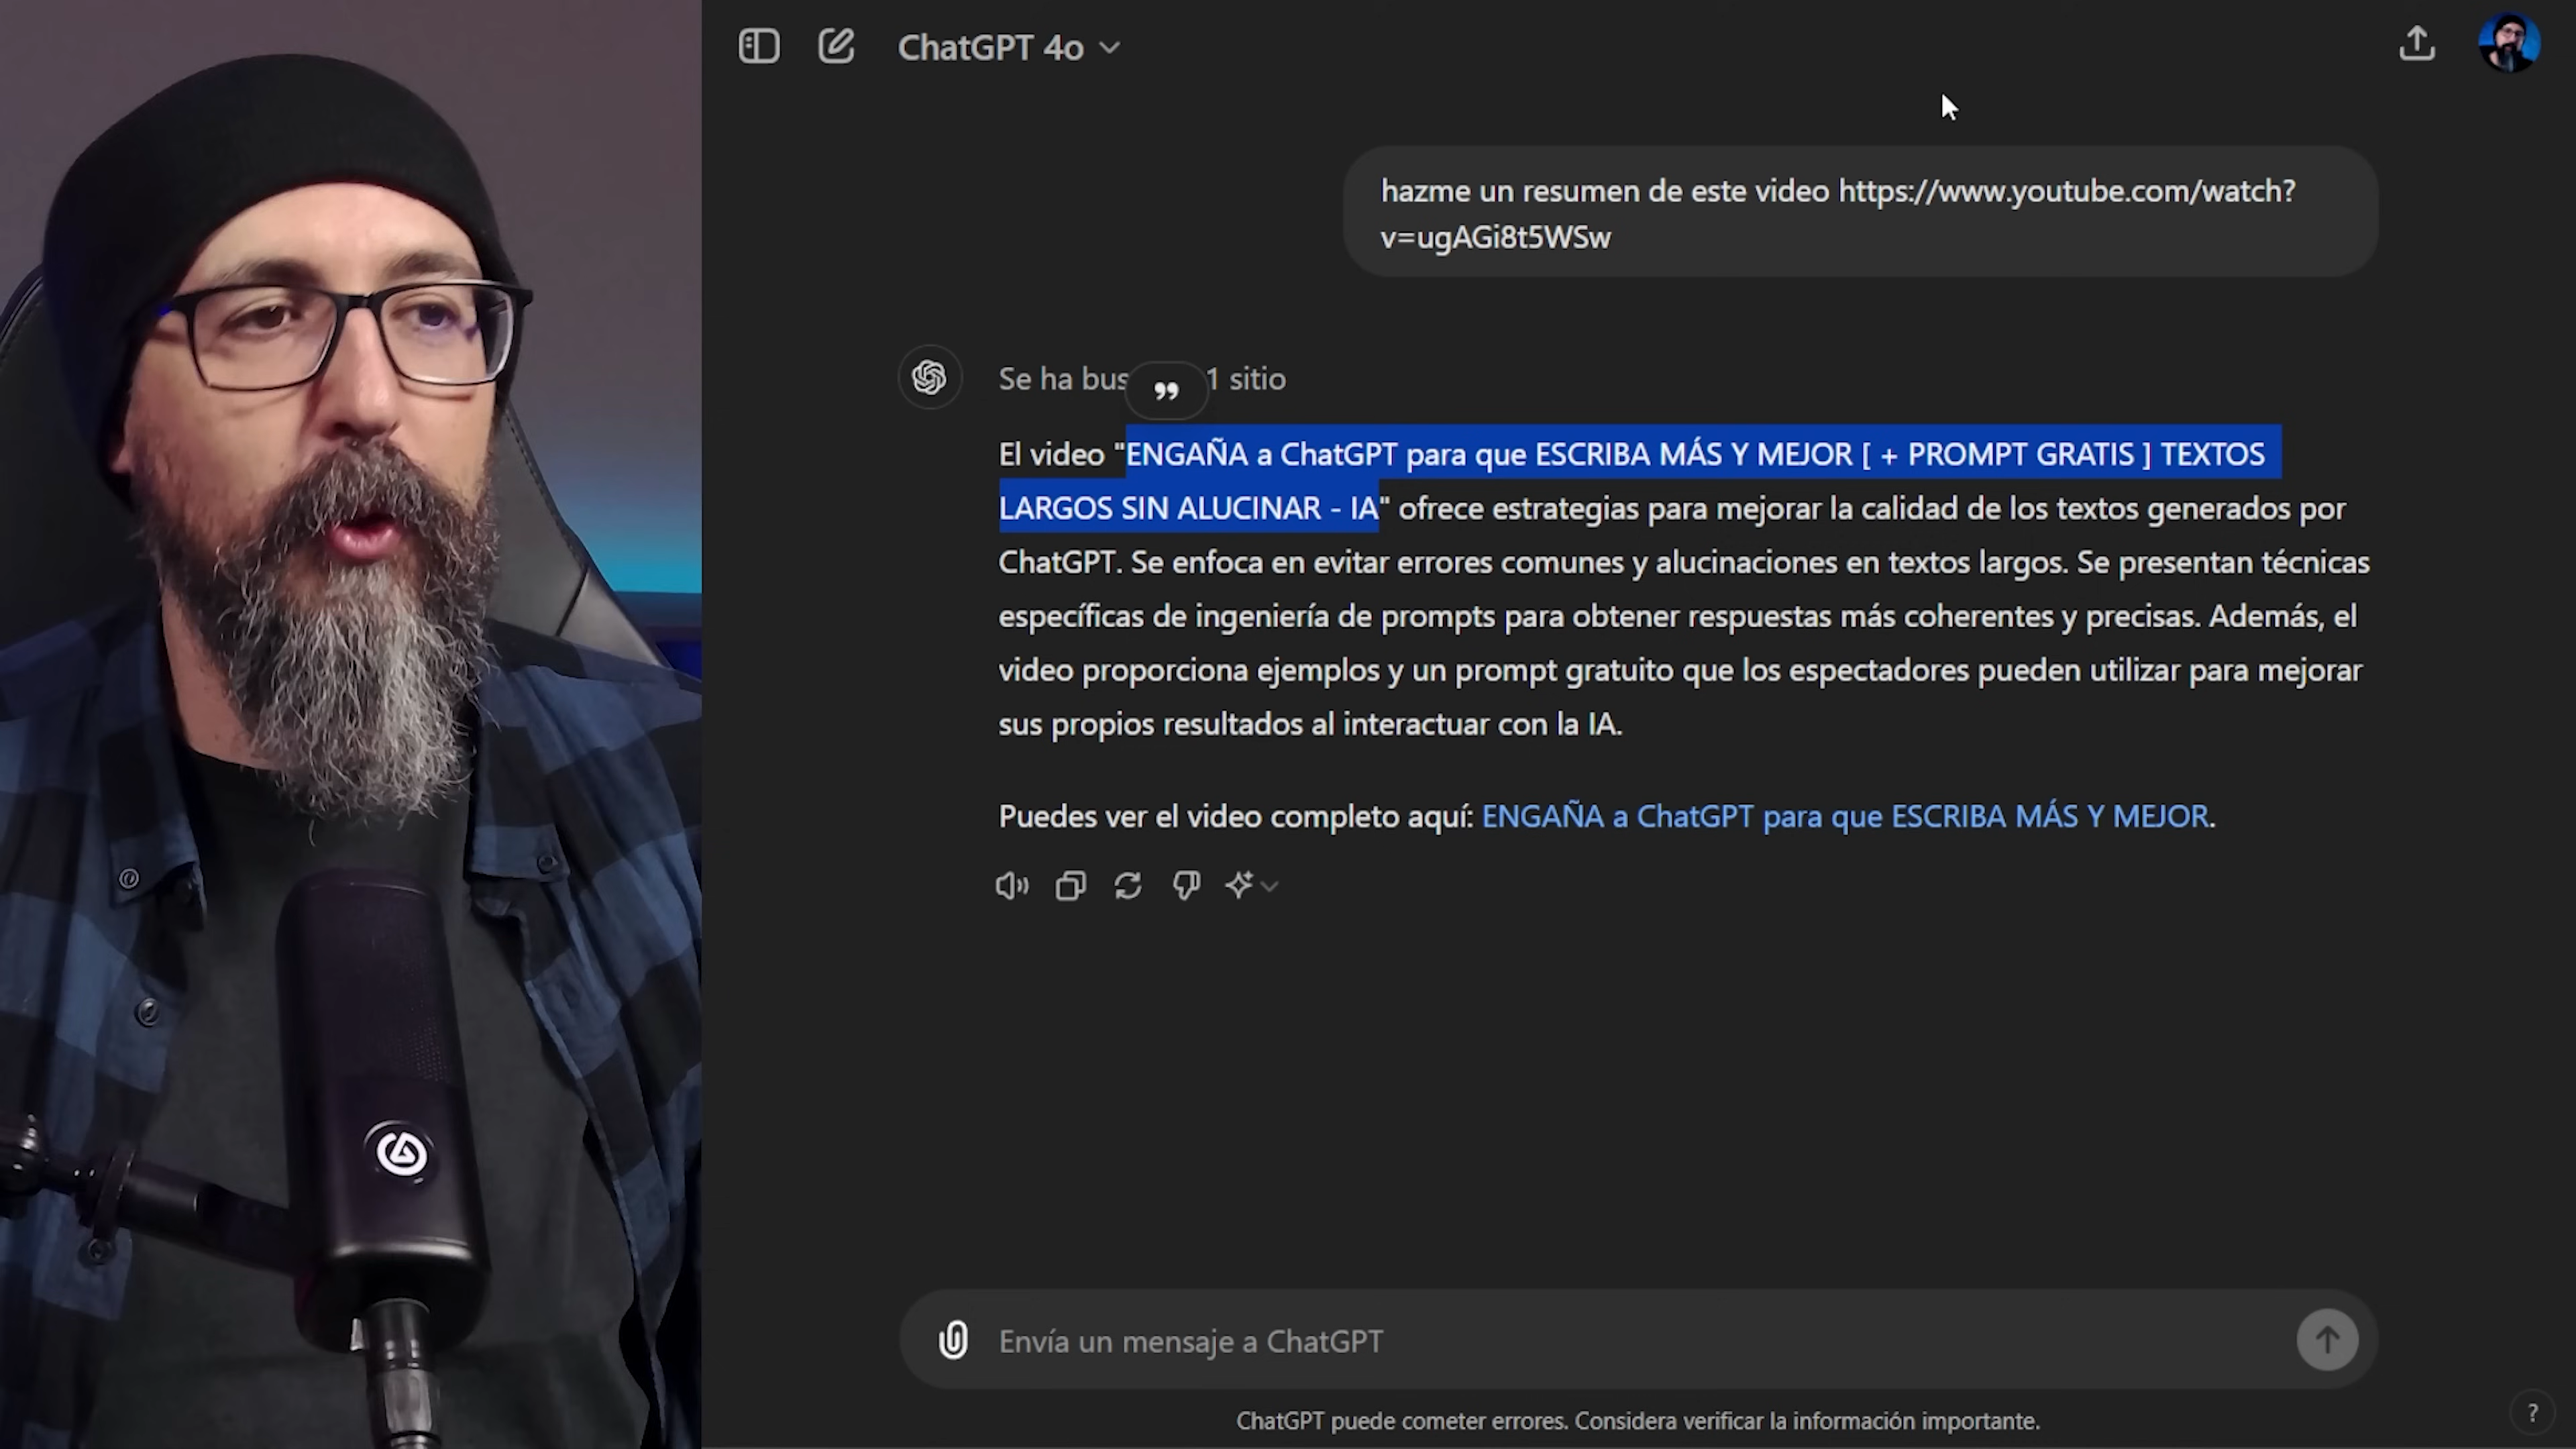 ChatGPT 4o
hazme un resumen de este video https://www.youtube.com/watch?
v=ugAGi8t5WSw
Se ha bus 1 sitio
El video "ENGAÑA a ChatGPT para que ESCRIBA MÁS Y MEJOR [ + PROMPT GRATIS ] TEXTOS
LARGOS SIN ALUCINAR - IA" ofrece estrategias para mejorar la calidad de los textos generados por
ChatGPT. Se enfoca en evitar errores comunes y alucinaciones en textos largos. Se presentan técnicas
específicas de ingeniería de prompts para obtener respuestas más coherentes y precisas. Además, el
video proporciona ejemplos y un prompt gratuito que los espectadores pueden utilizar para mejorar
sus propios resultados al interactuar con la IA.
Puedes ver el video completo aquí: ENGAÑA a ChatGPT para que ESCRIBA MÁS Y MEJOR.
Envía un mensaje a ChatGPT
ChatGPT puede cometer errores. Considera verificar la información importante.
?